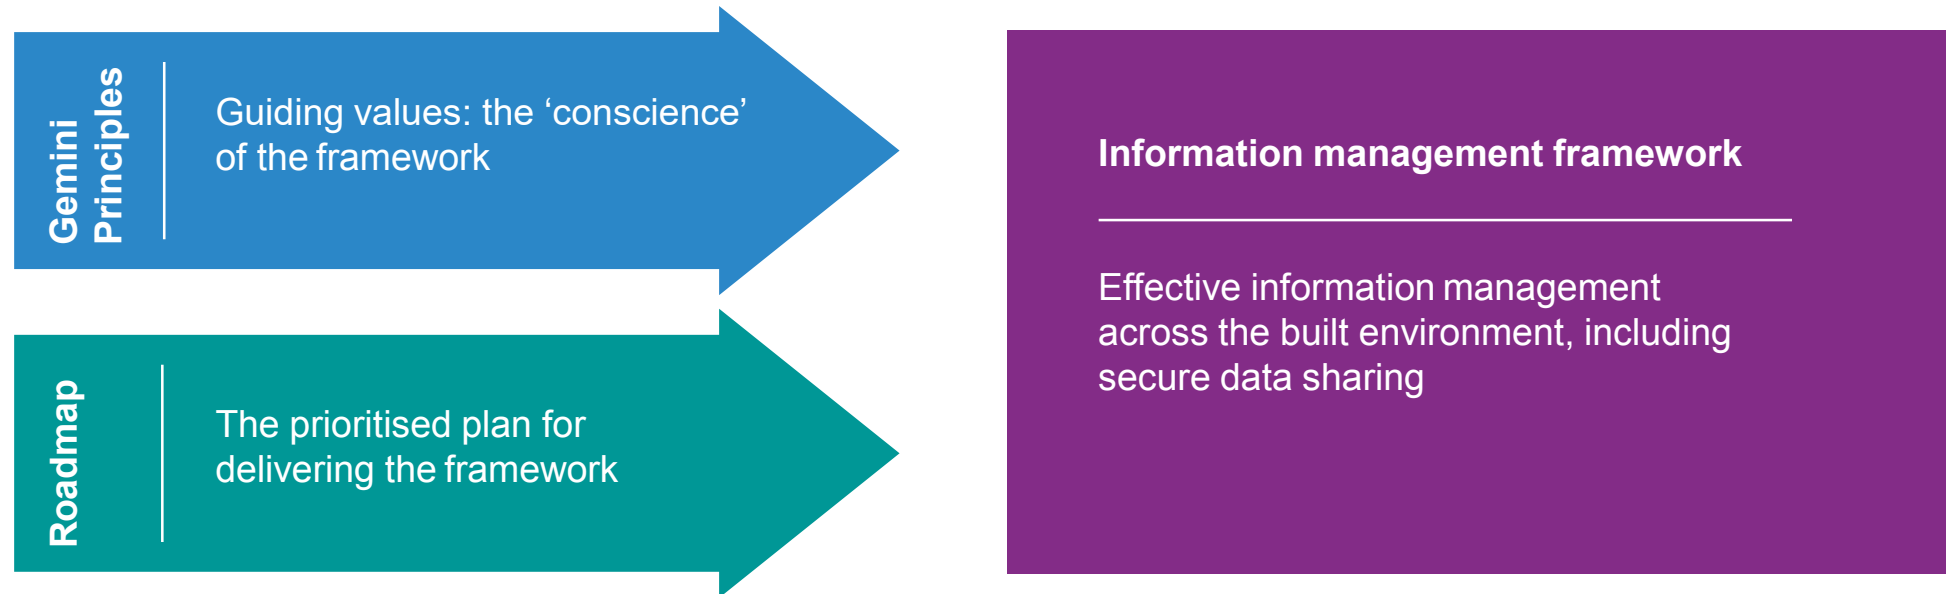 Gemini
Principles
Guiding values: the ‘conscience’
of the framework
Roadmap
The prioritised plan for
delivering the framework
Information management framework
Effective information management
across the built environment, including
secure data sharing